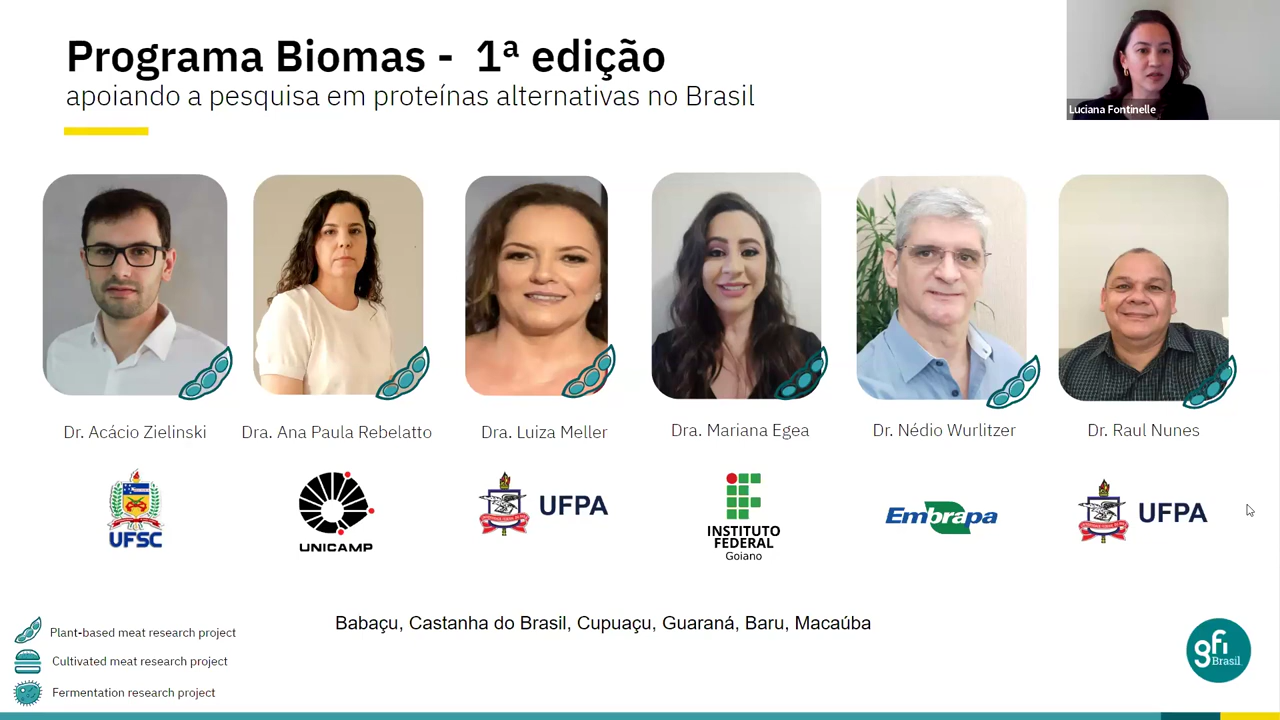 Programa Biomas - 1ª edição
apoiando a pesquisa em proteínas alternativas no Brasil
Luciana Fontinelle
Dr. Acácio Zielinski
Dra. Ana Paula Rebelatto
Dra. Luiza Meller
Dra. Mariana Egea
Dr. Nédio Wurlitzer
Dr. Raul Nunes
UFSC
UNICAMP
UFPA
INSTITUTO
FEDERAL
Goiano
Embrapa
UFPA
Babaçu, Castanha do Brasil, Cupuaçu, Guaraná, Baru, Macaúba
Plant-based meat research project
Cultivated meat research project
Fermentation research project
gfi
Brasil